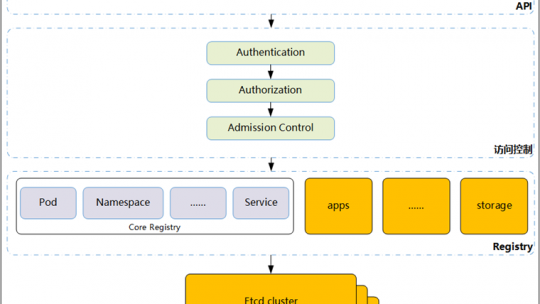 API
Authentication
Authorization
Admission Control
访问控制
Pod
Namespace
......
Service
Core Registry
apps
......
storage
Registry
Etcd cluster